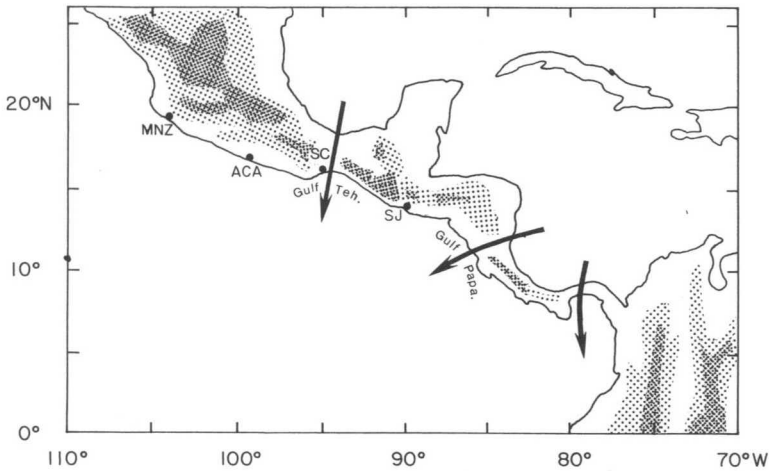 20°N
MNZ
ACA
SC
Gulf Teh.
SJ
Gulf Papa.
10°
0°
110°
100°
90°
80°
70°W